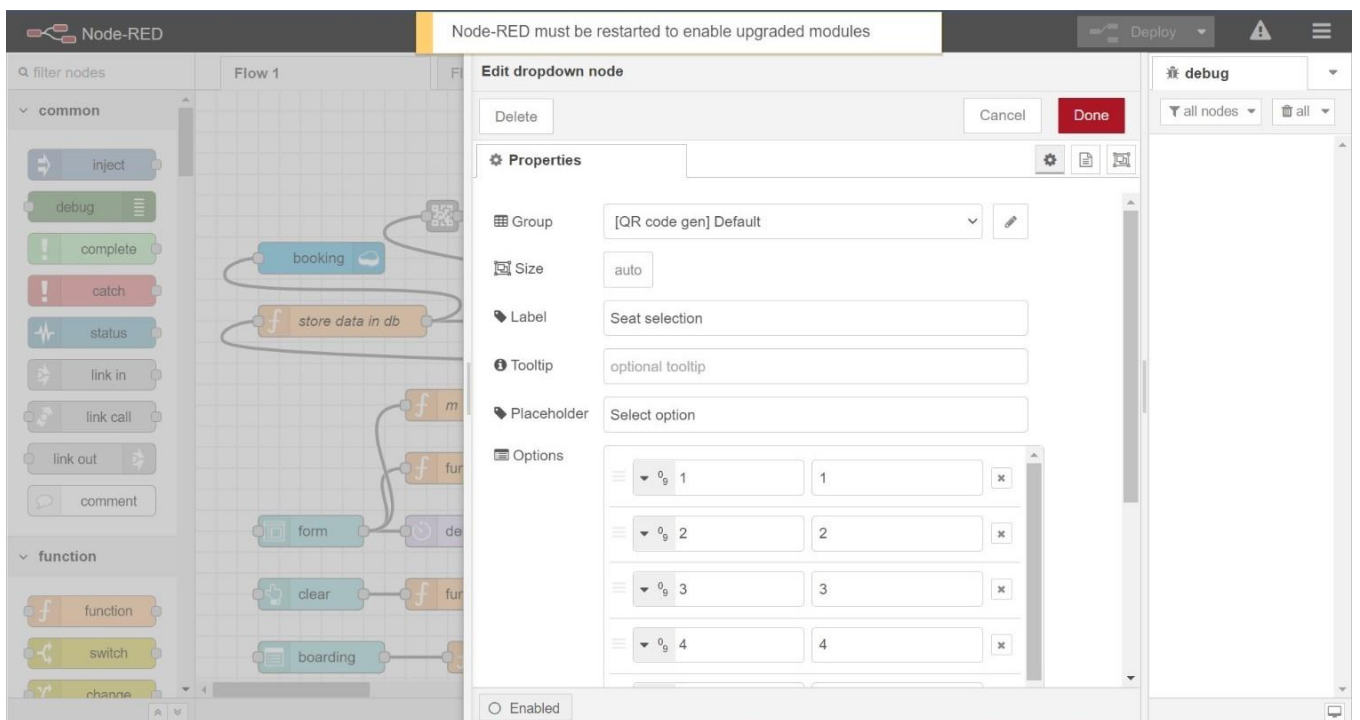 Node-RED
Node-RED must be restarted to enable upgraded modules
Deploy
filter nodes
Flow 1
Fl
Edit dropdown node
debug
common
Delete
Cancel
Done
all nodes
all
inject
Properties
debug
Group
[QR code gen] Default
complete
booking
Size
auto
catch
store data in db
Label
Seat selection
status
Tooltip
optional tooltip
link in
link call
m
Placeholder
Select option
link out
fur
Options
1
1
comment
form
de
2
2
function
clear
fur
3
3
function
switch
boarding
4
4
change
Enabled